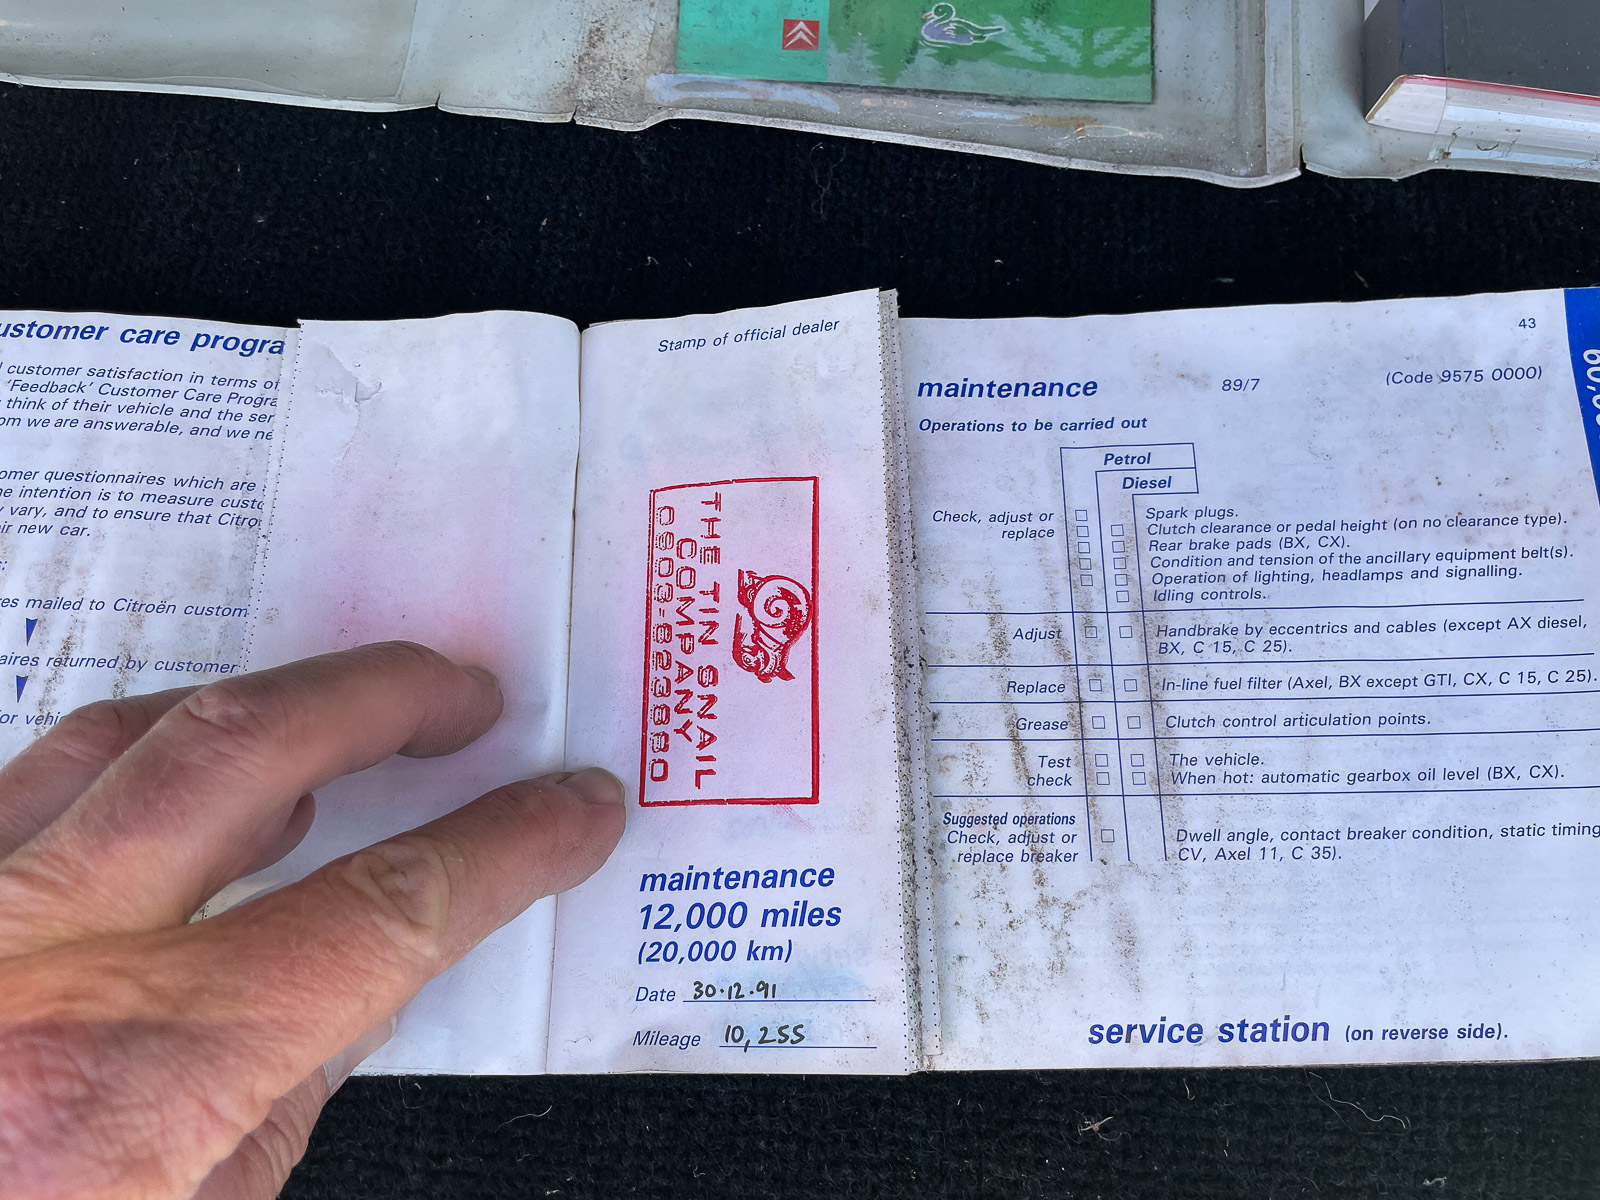 ustomer care progra
customer satisfaction in terms of
'Feedback' Customer Care Progra
think of their vehicle and the ser
om we are answerable, and we ne
omer questionnaires which are
e intention is to measure custo
vary, and to ensure that Citro
ir new car.
res mailed to Citroën custom
aires returned by customer
or vehic
Stamp of official dealer
THE TIN SNAIL
COMPANY
0803-823880
maintenance
12,000 miles
(20,000 km)
Date 30.12.91
Mileage 10,255
43
maintenance 89/7 (Code 9575 0000)
Operations to be carried out
Petrol
Diesel
Check, adjust or
replace
Spark plugs.
Clutch clearance or pedal height (on no clearance type).
Rear brake pads (BX, CX).
Condition and tension of the ancillary equipment belt(s).
Operation of lighting, headlamps and signalling.
Idling controls.
Adjust Handbrake by eccentrics and cables (except AX diesel,
BX, C 15, C 25).
Replace In-line fuel filter (Axel, BX except GTI, CX, C 15, C 25).
Grease Clutch control articulation points.
Test The vehicle.
check When hot: automatic gearbox oil level (BX, CX).
Suggested operations
Check, adjust or Dwell angle, contact breaker condition, static timing
replace breaker CV, Axel 11, C 35).
service station (on reverse side).